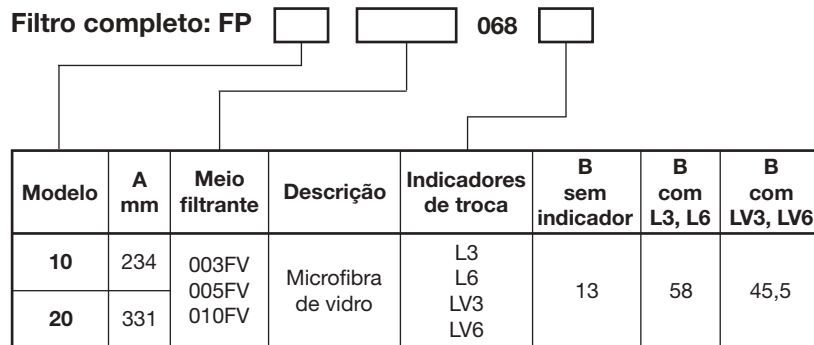 Filtro completo: FP 068
Modelo A mm Meio filtrante Descrição Indicadores de troca B sem indicador B com L3, L6 B com LV3, LV6
10 234 003FV 005FV 010FV Microfibra de vidro L3 L6 LV3 LV6 13 58 45,5
20 331